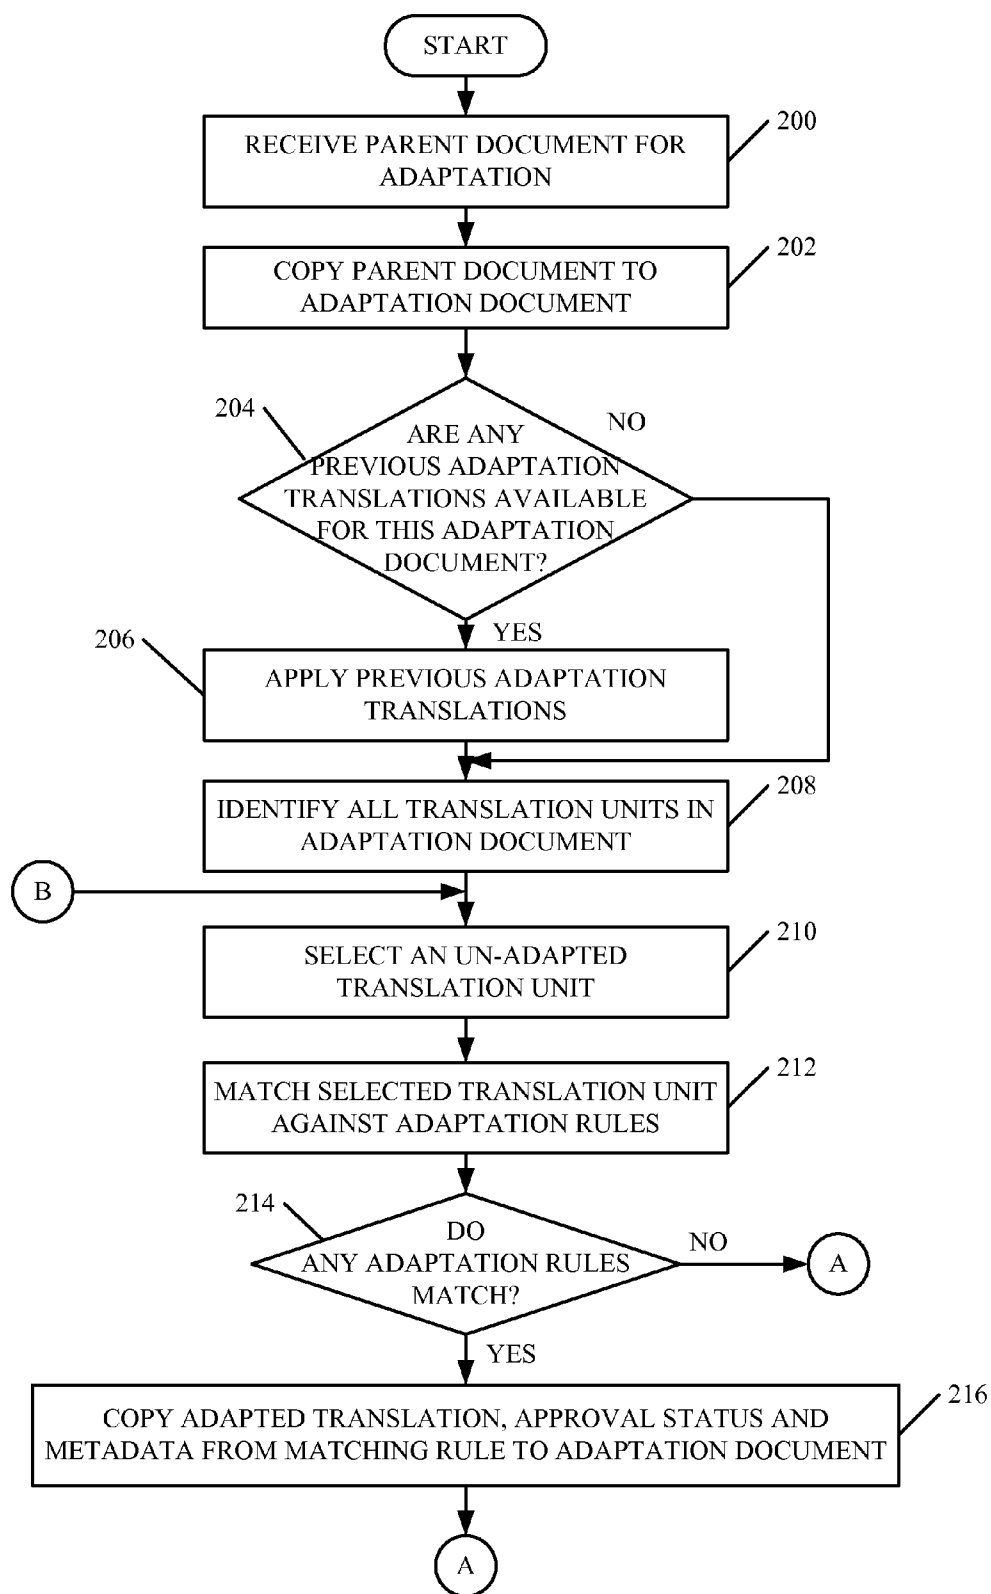 START
200
RECEIVE PARENT DOCUMENT FOR
ADAPTATION
202
COPY PARENT DOCUMENT TO
ADAPTATION DOCUMENT
204
NO
ARE ANY
PREVIOUS ADAPTATION
TRANSLATIONS AVAILABLE
FOR THIS ADAPTATION
DOCUMENT?
YES
206
APPLY PREVIOUS ADAPTATION
TRANSLATIONS
208
IDENTIFY ALL TRANSLATION UNITS IN
ADAPTATION DOCUMENT
B
210
SELECT AN UN-ADAPTED
TRANSLATION UNIT
212
MATCH SELECTED TRANSLATION UNIT
AGAINST ADAPTATION RULES
214
DO
ANY ADAPTATION RULES
MATCH?
NO
A
YES
216
COPY ADAPTED TRANSLATION, APPROVAL STATUS AND
METADATA FROM MATCHING RULE TO ADAPTATION DOCUMENT
A